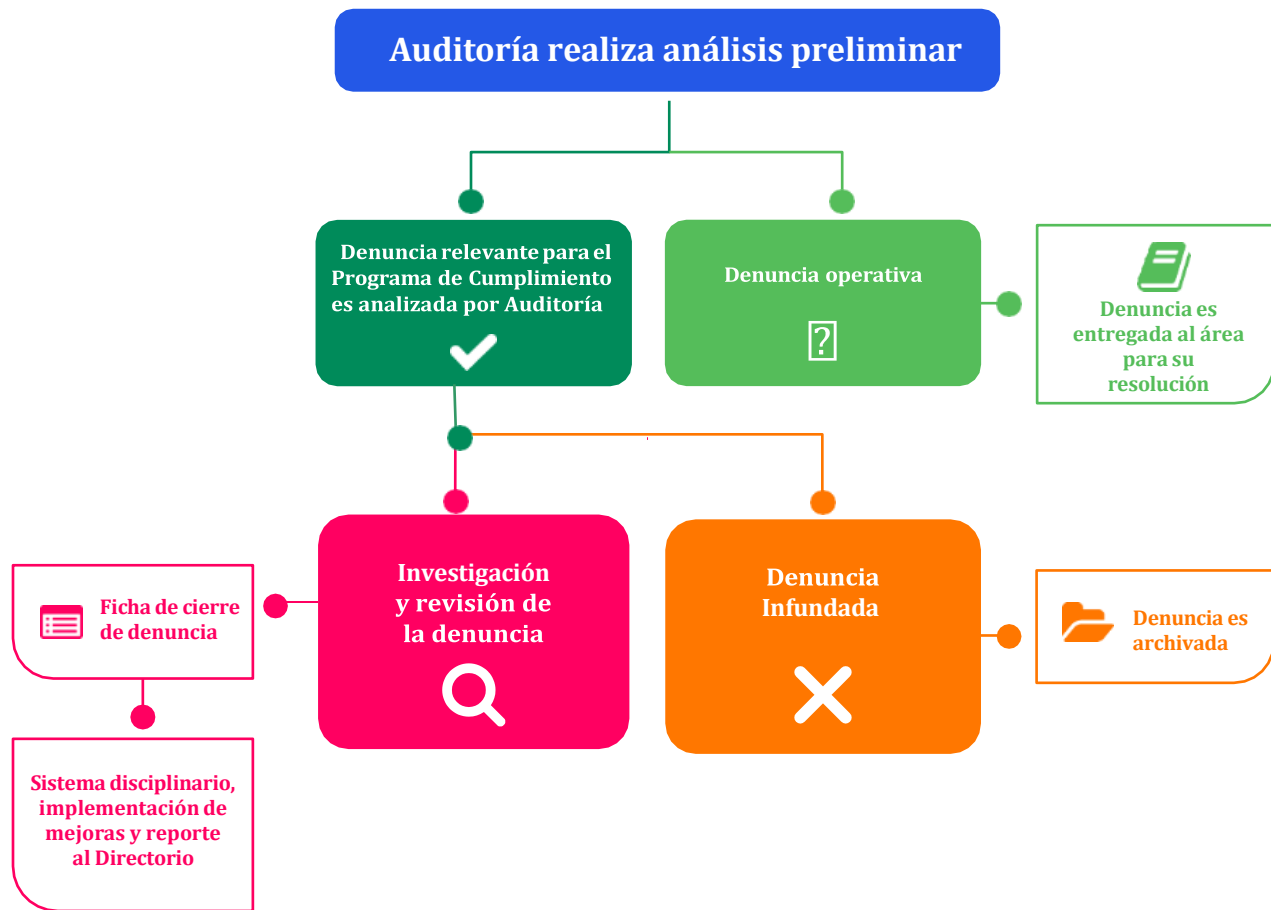 Auditoría realiza análisis preliminar
Denuncia relevante para el
Programa de Cumplimiento
es analizada por Auditoría
Denuncia operativa
Denuncia es
entregada al área
para su
resolución
Investigación
y revisión de
la denuncia
Denuncia
Infundada
Ficha de cierre
de denuncia
Denuncia es
archivada
Sistema disciplinario,
implementación de
mejoras y reporte
al Directorio